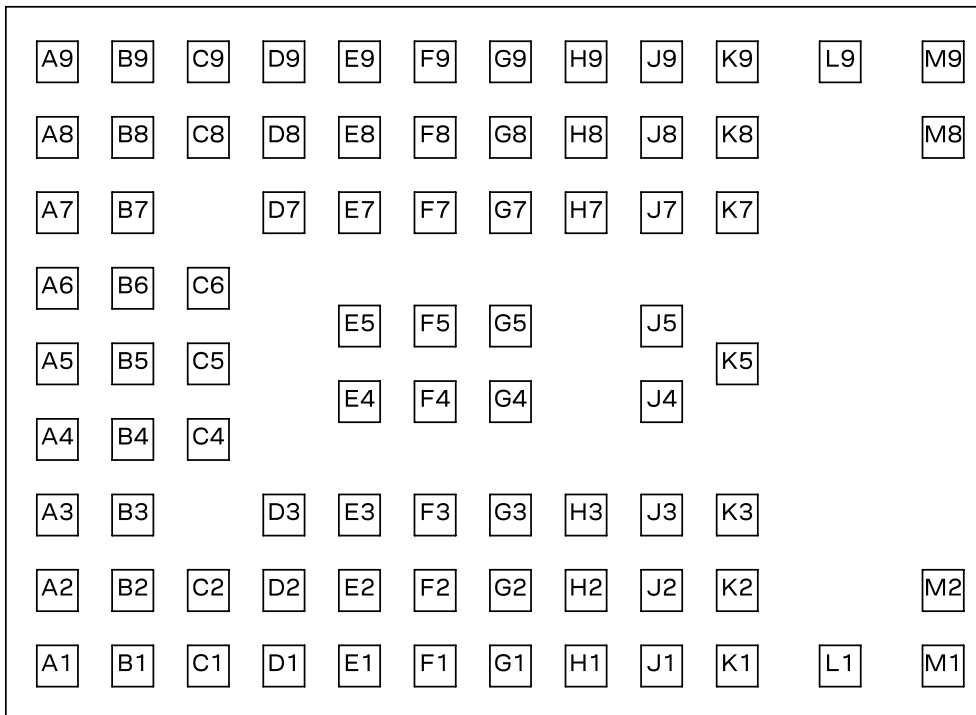 A9 B9 C9 D9 E9 F9 G9 H9 J9 K9 L9 M9
A8 B8 C8 D8 E8 F8 G8 H8 J8 K8 M8
A7 B7 D7 E7 F7 G7 H7 J7 K7
A6 B6 C6
E5 F5 G5 J5
A5 B5 C5 K5
E4 F4 G4 J4
A4 B4 C4
A3 B3 D3 E3 F3 G3 H3 J3 K3
A2 B2 C2 D2 E2 F2 G2 H2 J2 K2 M2
A1 B1 C1 D1 E1 F1 G1 H1 J1 K1 L1 M1